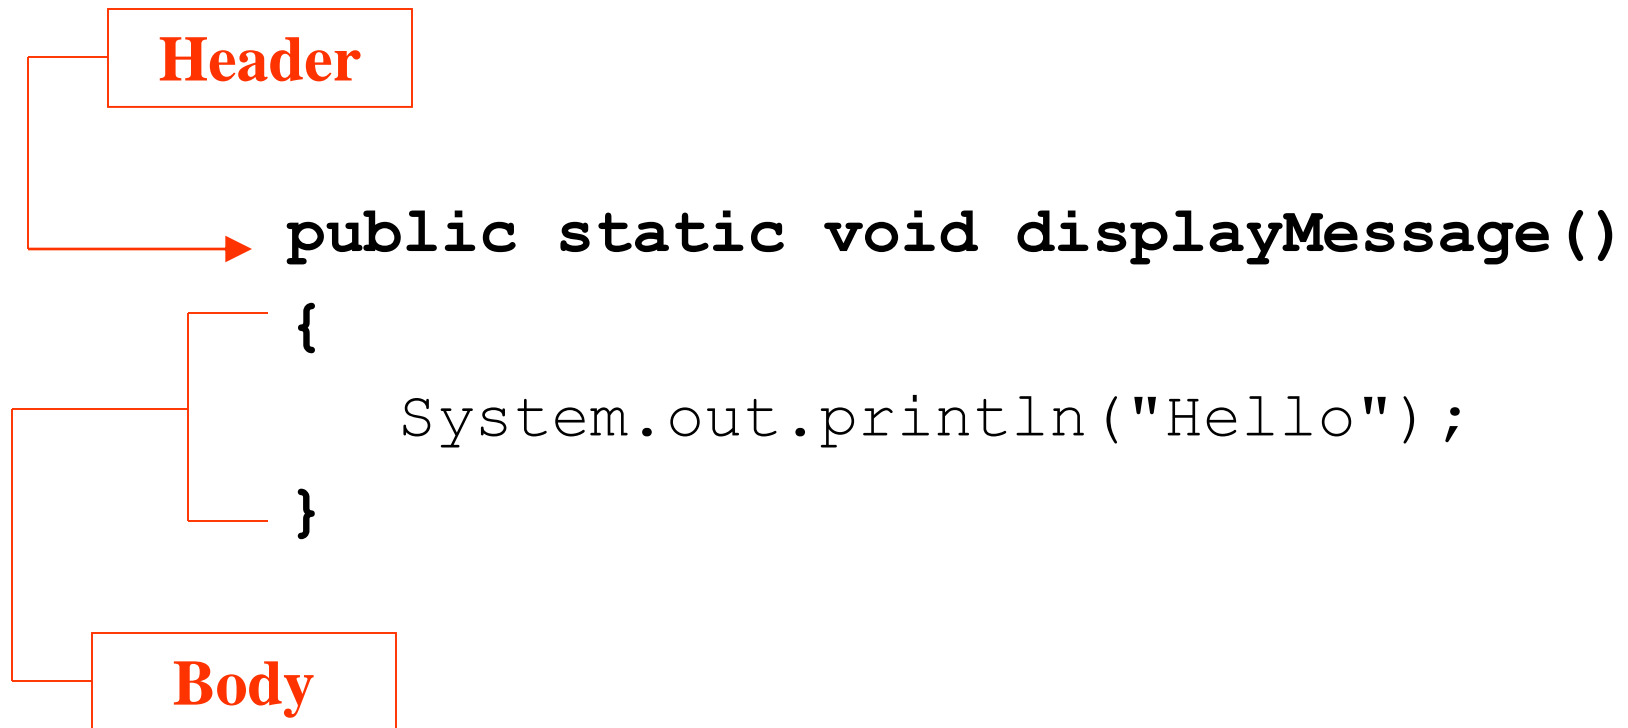 Header
public static void displayMessage()
{
System.out.println("Hello");
}
Body